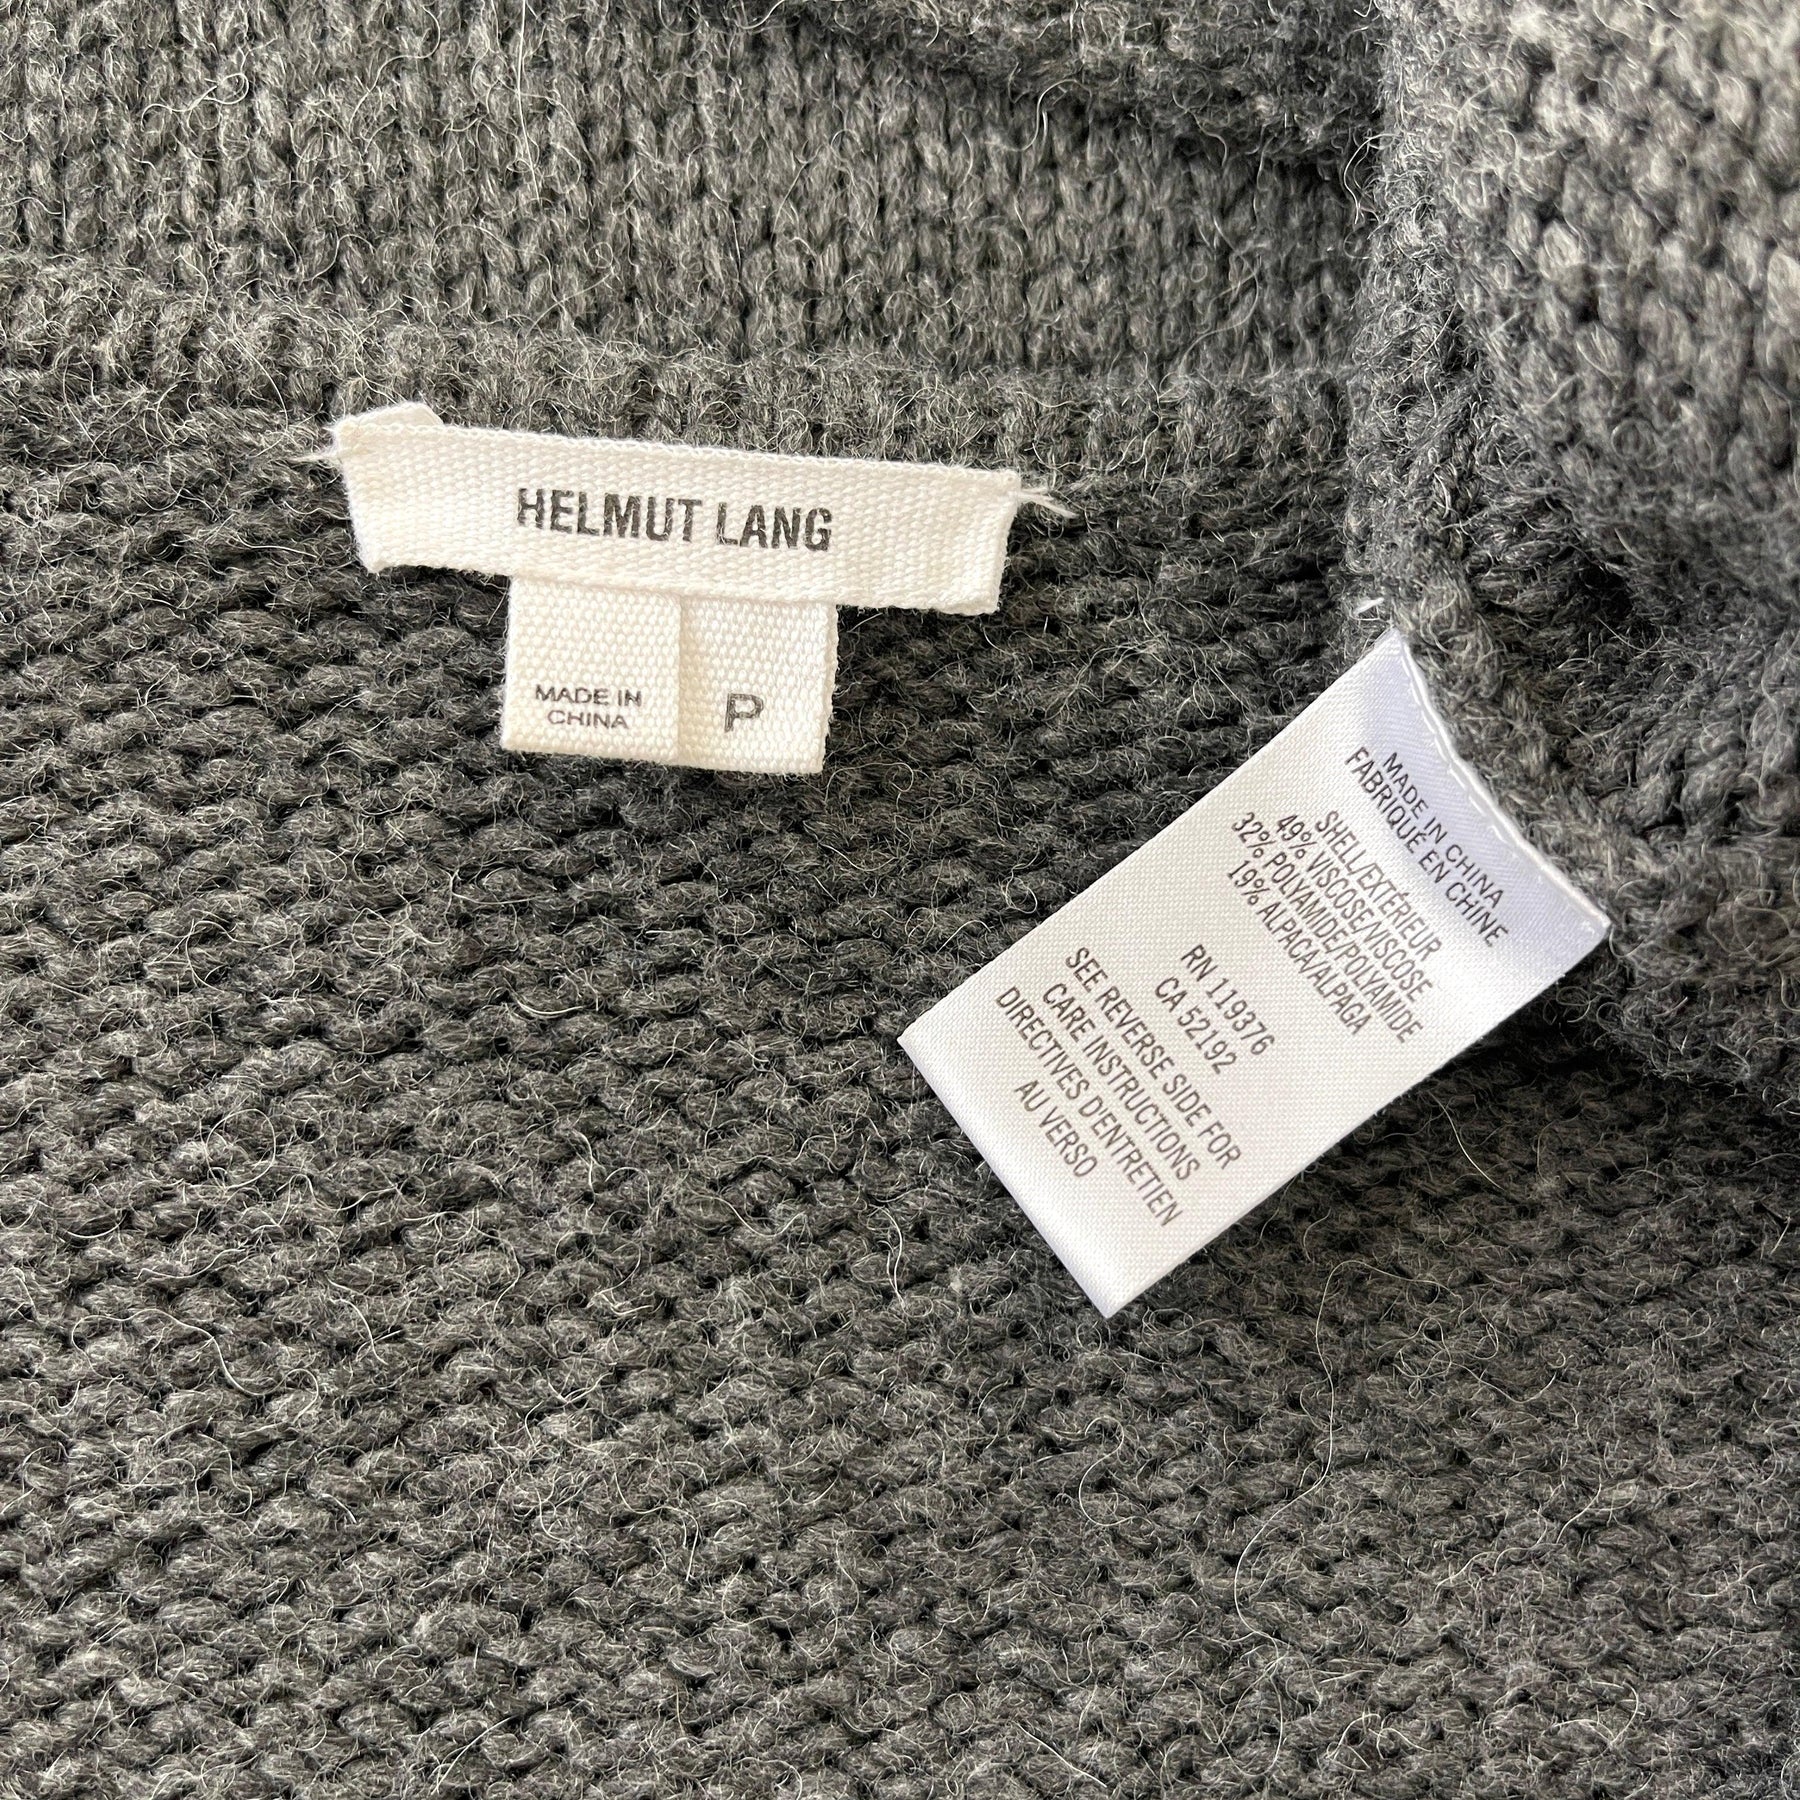 HELMUT LANG
MADE IN
CHINA
P
MADE IN CHINA
FABRIQUÉ EN CHINE
SHELL/EXTÉRIEUR
49% VISCOSE/VISCOSE
32% POLYAMIDE/POLYAMIDE
19% ALPACA/ALPAGA
RN 119376
CA 52192
SEE REVERSE SIDE FOR
CARE INSTRUCTIONS
DIRECTIVES D'ENTRETIEN
AU VERSO